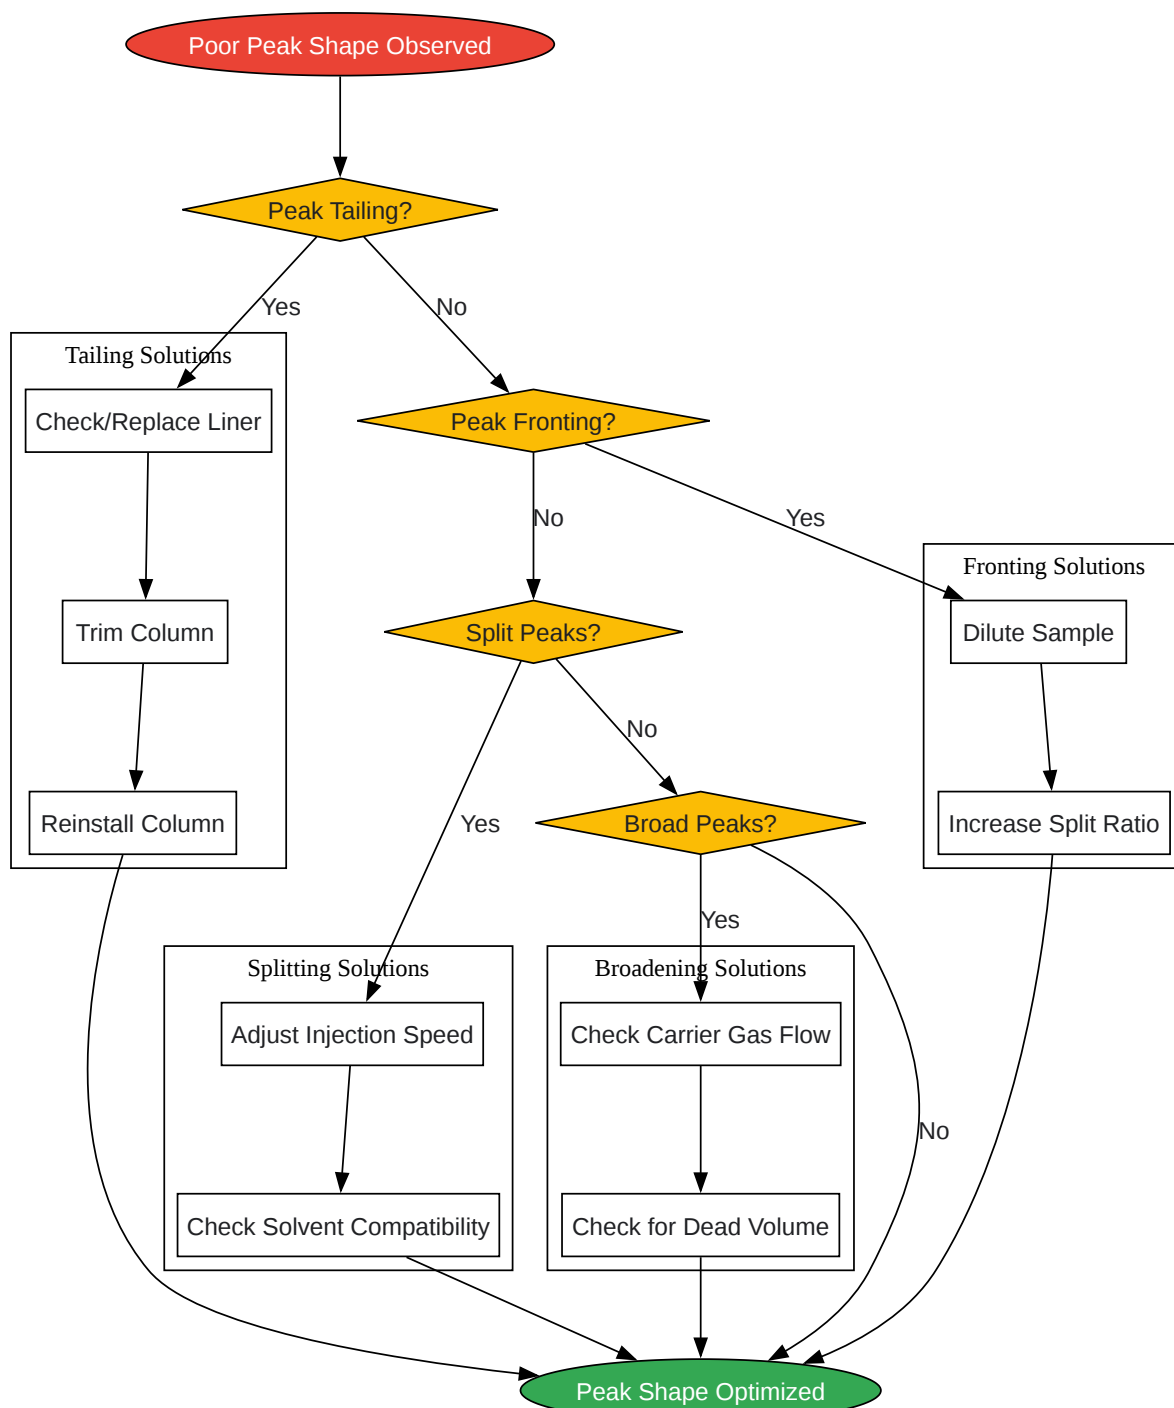 Poor Peak Shape Observed
Peak Tailing?
Yes
No
Tailing Solutions
Check/Replace Liner
Peak Fronting?
No
Yes
Fronting Solutions
Trim Column
Split Peaks?
Dilute Sample
No
Reinstall Column
Yes
Broad Peaks?
Increase Split Ratio
Yes
Splitting Solutions
Broadening Solutions
Adjust Injection Speed
Check Carrier Gas Flow
No
Check Solvent Compatibility
Check for Dead Volume
Peak Shape Optimized